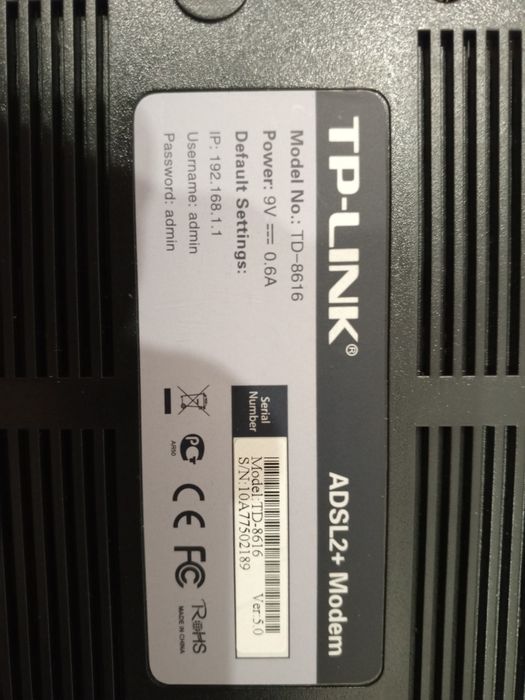 TP-LINK® ADSL2+ Modem
Model No.: TD-8616
Power: 9V ⎓ 0.6A
Default Settings:
IP: 192.168.1.1
Username: admin
Password: admin
Serial
Number
Model:TD-8616 Ver:5.0
S/N:10A77502189
PG
AR50
CE
FC
RoHS
MADE IN CHINA